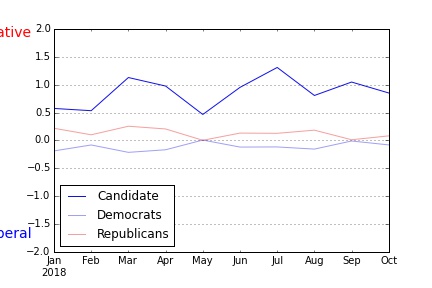 2.0
ative
1.5
1.0
0.5
0.0
−0.5
−1.0
Candidate
Democrats
−1.5
Republicans
beral
−2.0
Jan Feb Mar Apr May Jun Jul Aug Sep Oct
2018